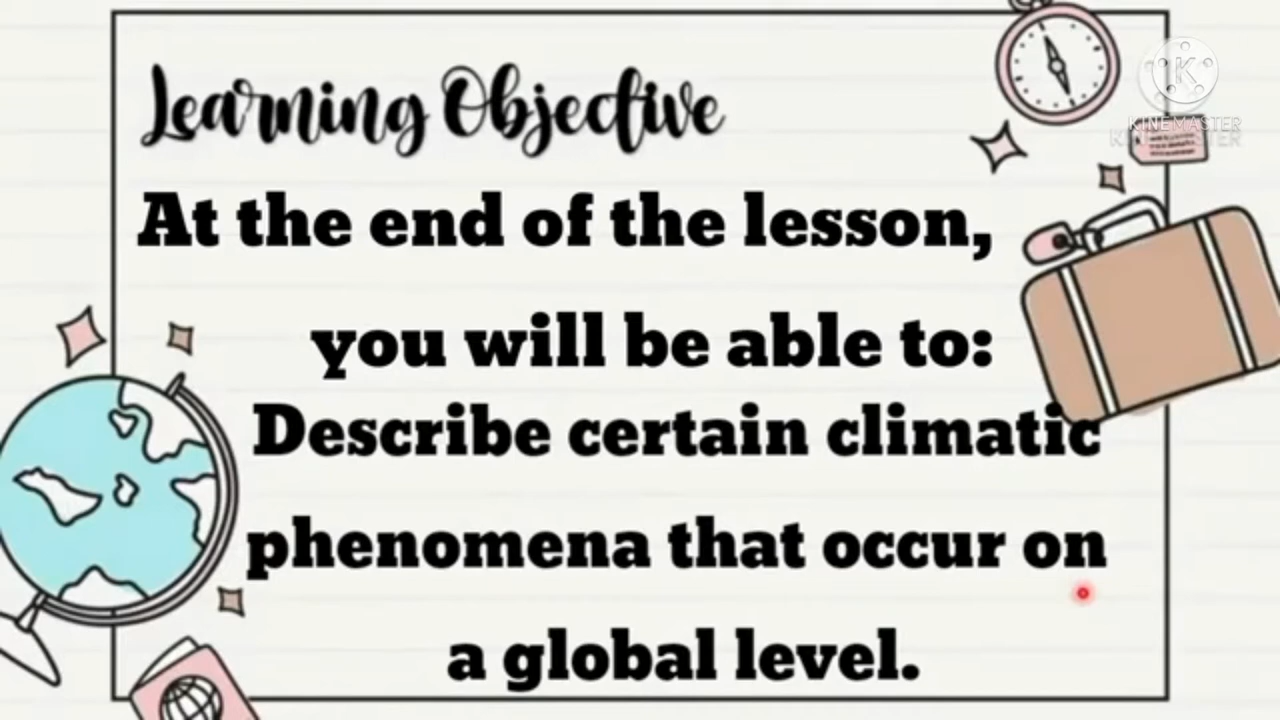 Learning Objective
KINEMASTER
At the end of the lesson,
you will be able to:
Describe certain climatic
phenomena that occur on
a global level.